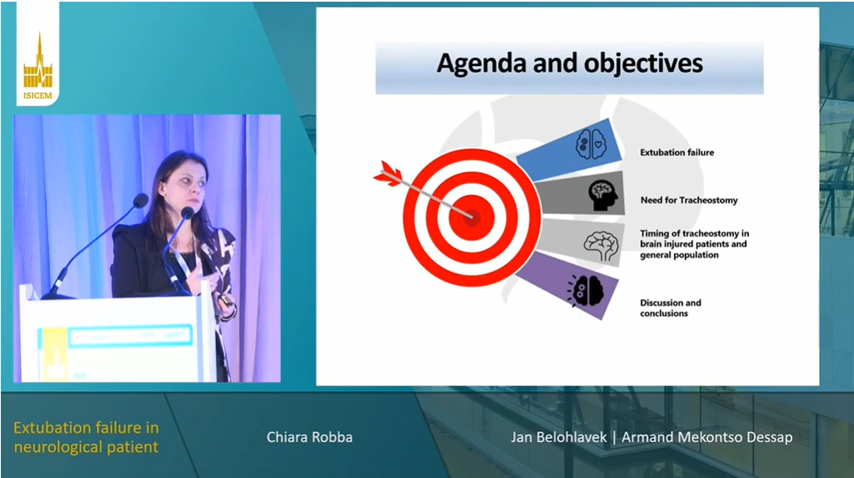 ISICEM
Agenda and objectives
Extubation failure
Need for Tracheostomy
Timing of tracheostomy in
brain injured patients and
general population
Discussion and
conclusions
Extubation failure in
neurological patient
Chiara Robba
Jan Belohlavek | Armand Mekontso Dessap